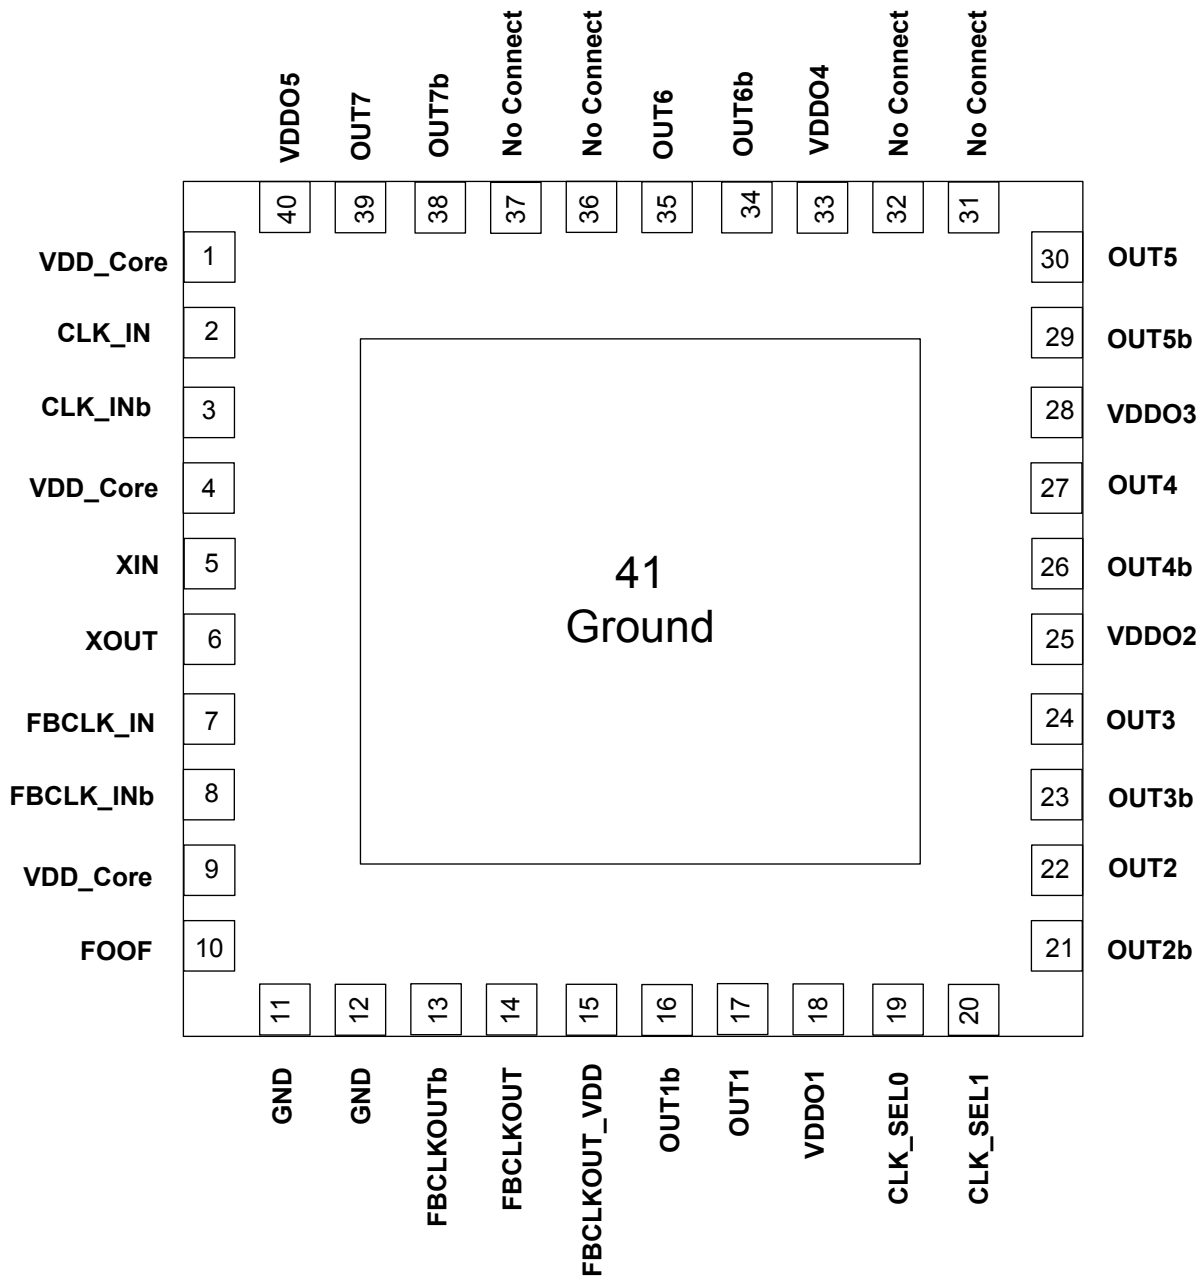 VDDO5
OUT7
OUT7b
No Connect
No Connect
OUT6
OUT6b
VDDO4
No Connect
No Connect
40
39
38
37
36
35
34
33
32
31
VDD_Core 1
CLK_IN 2
CLK_INb 3
VDD_Core 4
XIN 5
XOUT 6
FBCLK_IN 7
FBCLK_INb 8
VDD_Core 9
FOOF 10
41
Ground
30 OUT5
29 OUT5b
28 VDDO3
27 OUT4
26 OUT4b
25 VDDO2
24 OUT3
23 OUT3b
22 OUT2
21 OUT2b
11
12
13
14
15
16
17
18
19
20
GND
GND
FBCLKOUTb
FBCLKOUT
FBCLKOUT_VDD
OUT1b
OUT1
VDDO1
CLK_SEL0
CLK_SEL1